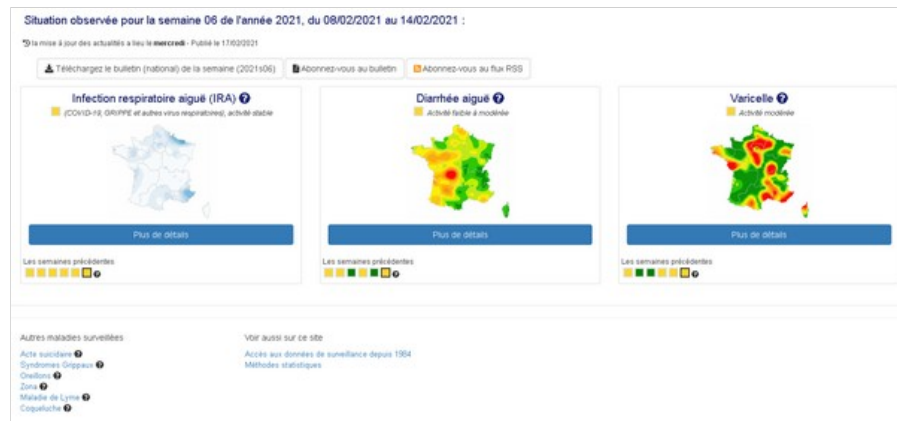 Situation observée pour la semaine 06 de l'année 2021, du 08/02/2021 au 14/02/2021 :
la mise à jour des actualités a lieu le mercredi - Publié le 17/02/2021
Téléchargez le bulletin (national) de la semaine (2021s06)
Abonnez-vous au bulletin
Abonnez-vous au flux RSS
Infection respiratoire aiguë (IRA)
(COVID-19, GRIPPE et autres virus respiratoires), activité stable
Plus de détails
Les semaines précédentes
Diarrhée aiguë
Activité faible à modérée
Plus de détails
Les semaines précédentes
Varicelle
Activité modérée
Plus de détails
Les semaines précédentes
Autres maladies surveillées
Acte suicidaire
Syndromes Grippaux
Oreillons
Zona
Maladie de Lyme
Coqueluche
Voir aussi sur ce site
Accès aux données de surveillance depuis 1984
Méthodes statistiques